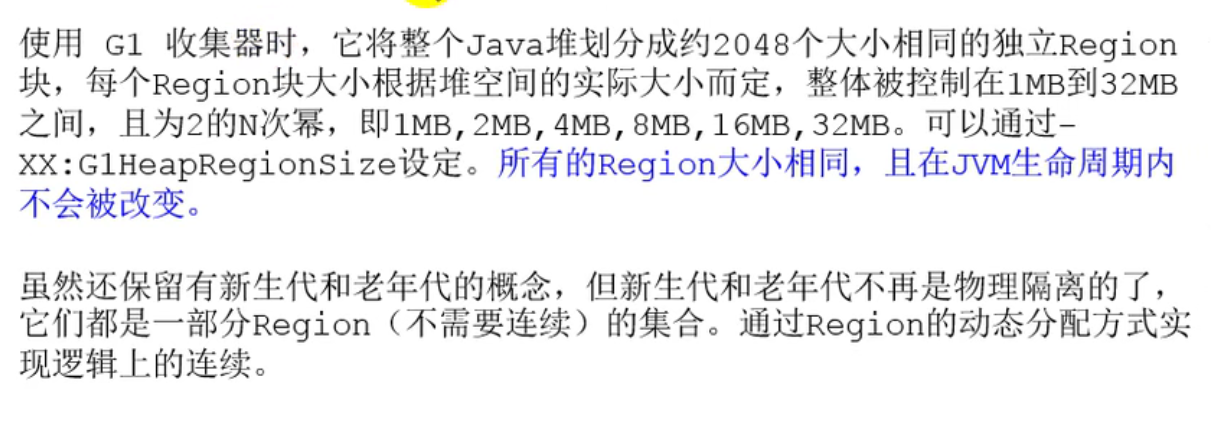 使用 G1 收集器时，它将整个Java堆划分成约2048个大小相同的独立Region
块，每个Region块大小根据堆空间的实际大小而定，整体被控制在1MB到32MB
之间，且为2的N次幂，即1MB,2MB,4MB,8MB,16MB,32MB。可以通过-
XX:G1HeapRegionSize设定。所有的Region大小相同，且在JVM生命周期内
不会被改变。
虽然还保留有新生代和老年代的概念，但新生代和老年代不再是物理隔离的了，
它们都是一部分Region（不需要连续）的集合。通过Region的动态分配方式实
现逻辑上的连续。